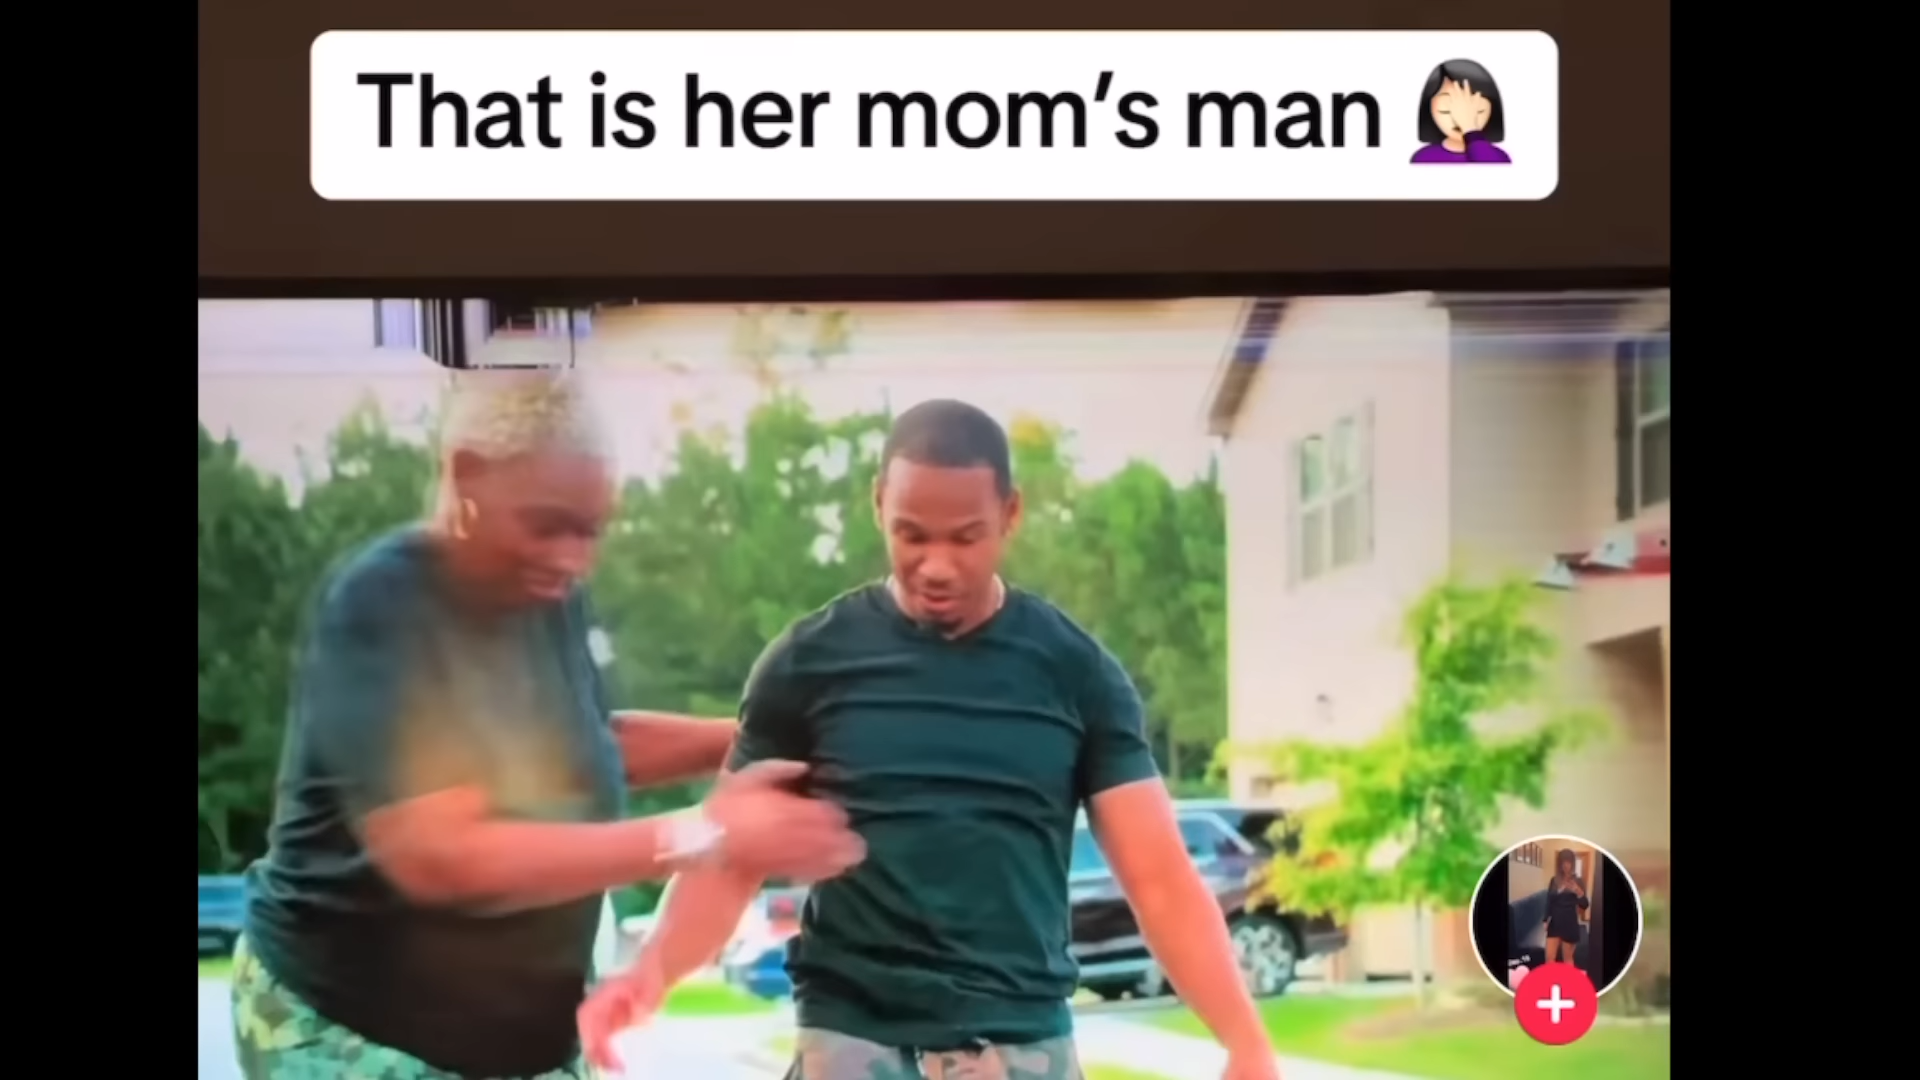 That is her mom’s man 🤦🏻‍♀️